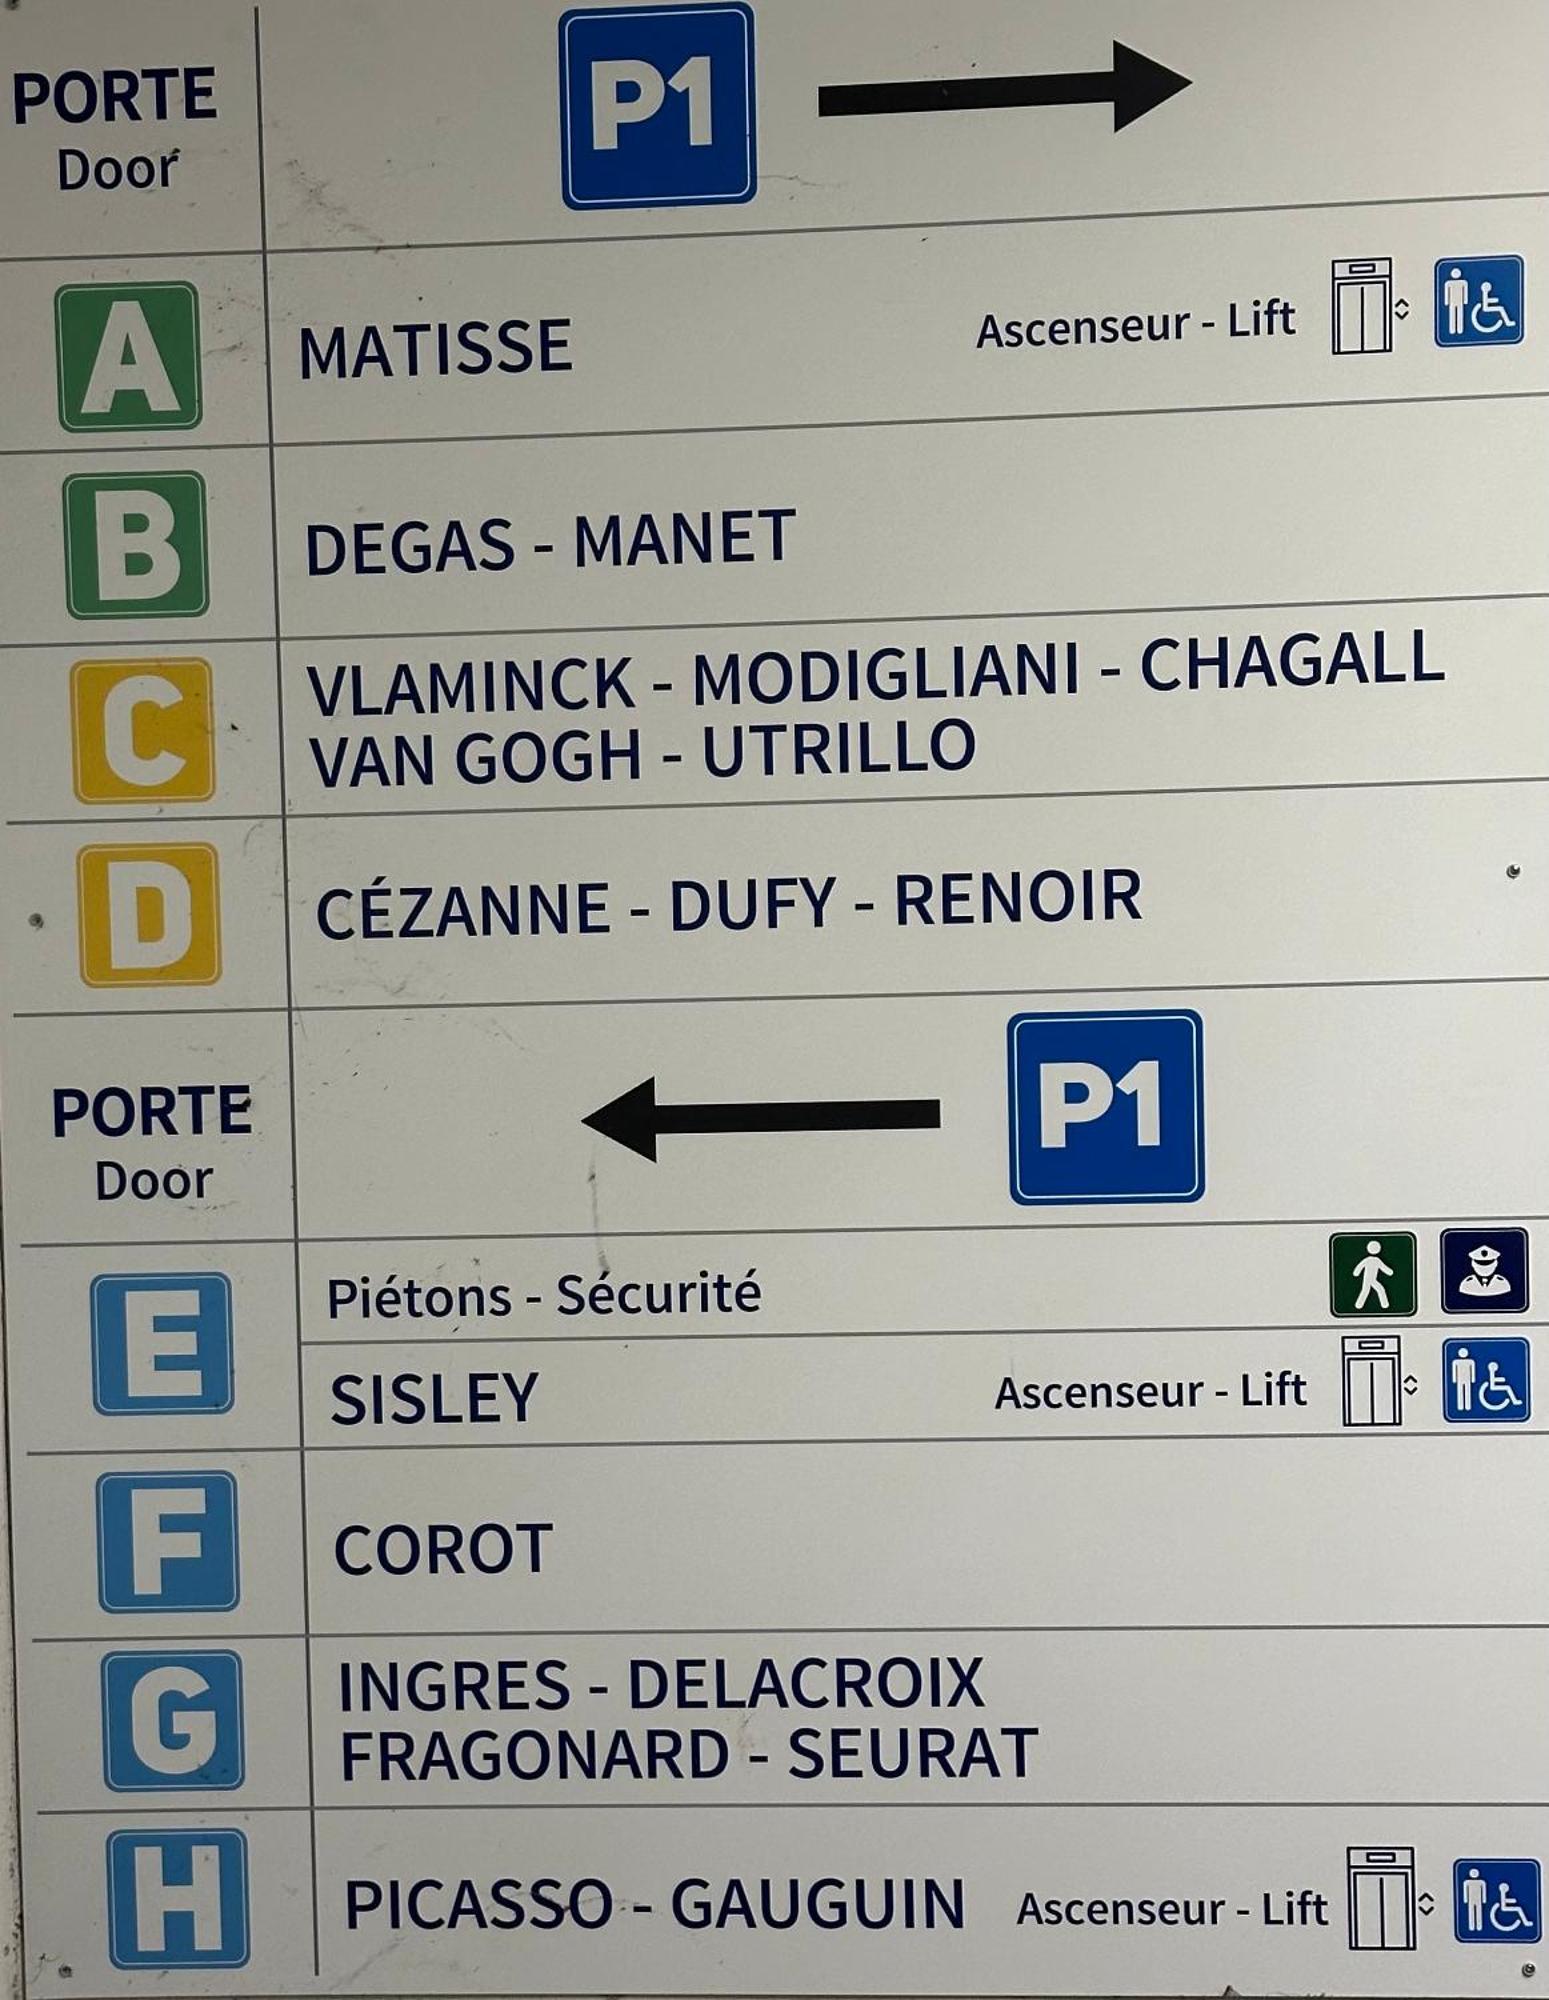 PORTE
Door
P1
A
MATISSE
Ascenseur - Lift
B
DEGAS - MANET
C
VLAMINCK - MODIGLIANI - CHAGALL
VAN GOGH - UTRILLO
D
CÉZANNE - DUFY - RENOIR
PORTE
Door
P1
E
Piétons - Sécurité
SISLEY
Ascenseur - Lift
F
COROT
G
INGRES - DELACROIX
FRAGONARD - SEURAT
H
PICASSO - GAUGUIN
Ascenseur - Lift